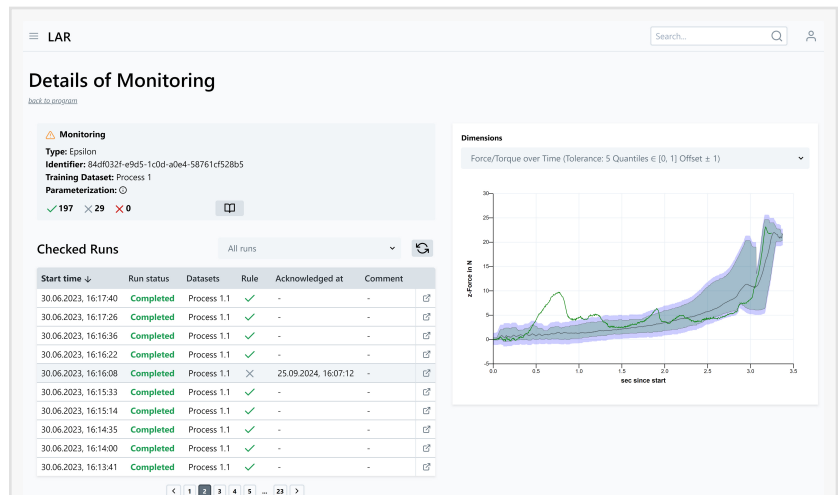 LAR
Search...
Details of Monitoring
back to program
Monitoring
Type: Epsilon
Identifier: 84df032f-e9d5-1c0d-a0e4-58761cf528b5
Training Dataset: Process 1
Parameterization:
197 29 0
Checked Runs
All runs
Start time ↓ Run status Datasets Rule Acknowledged at Comment
30.06.2023, 16:17:40 Completed Process 1.1 - -
30.06.2023, 16:17:26 Completed Process 1.1 - -
30.06.2023, 16:16:36 Completed Process 1.1 - -
30.06.2023, 16:16:22 Completed Process 1.1 - -
30.06.2023, 16:16:08 Completed Process 1.1 25.09.2024, 16:07:12 -
30.06.2023, 16:15:33 Completed Process 1.1 - -
30.06.2023, 16:15:14 Completed Process 1.1 - -
30.06.2023, 16:14:35 Completed Process 1.1 - -
30.06.2023, 16:14:00 Completed Process 1.1 - -
30.06.2023, 16:13:41 Completed Process 1.1 - -
< 1 2 3 4 5 ... 23 >
Dimensions
Force/Torque over Time (Tolerance: 5 Quantiles ∈ [0, 1] Offset ± 1)
z-Force in N
30
25
20
15
10
5
0
-5
0.0 0.5 1.0 1.5 2.0 2.5 3.0 3.5
sec since start